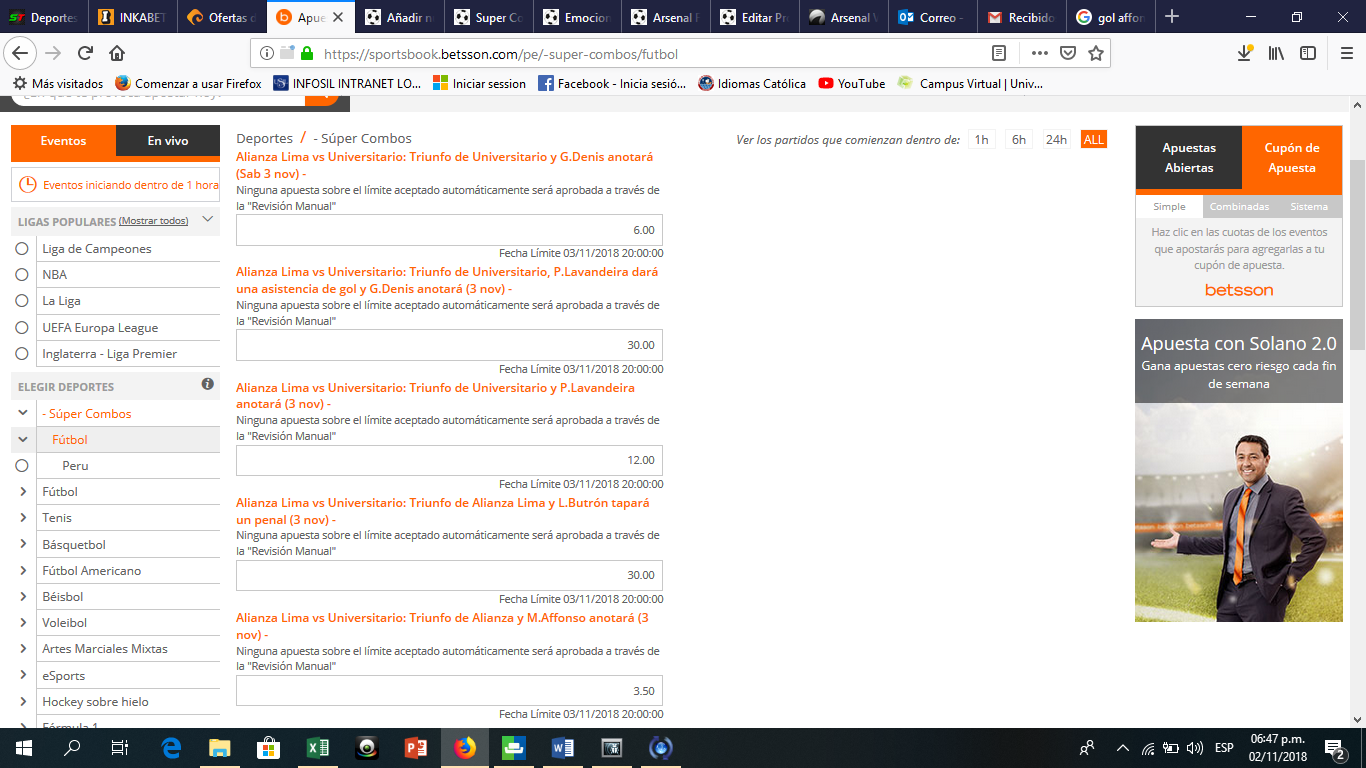 Deportes
INKABET
Ofertas d
Apue
Añadir n
Super Co
Emocion
Arsenal F
Editar Pr
Arsenal V
Correo -
Recibido
gol affon
https://sportsbook.betsson.com/pe/-super-combos/futbol
Más visitados
Comenzar a usar Firefox
INFOSIL INTRANET LO...
Iniciar session
Facebook - Inicia sesió...
Idiomas Católica
YouTube
Campus Virtual | Univ...
Eventos
En vivo
Eventos iniciando dentro de 1 hora
LIGAS POPULARES (Mostrar todos)
Liga de Campeones
NBA
La Liga
UEFA Europa League
Inglaterra - Liga Premier
ELEGIR DEPORTES
- Súper Combos
Fútbol
Peru
Fútbol
Tenis
Básquetbol
Fútbol Americano
Béisbol
Voleibol
Artes Marciales Mixtas
eSports
Hockey sobre hielo
Fórmula 1
Deportes / - Súper Combos
Ver los partidos que comienzan dentro de: 1h 6h 24h ALL
Alianza Lima vs Universitario: Triunfo de Universitario y G.Denis anotará
(Sab 3 nov) -
Ninguna apuesta sobre el límite aceptado automáticamente será aprobada a través de
la "Revisión Manual"
6.00
Fecha Límite 03/11/2018 20:00:00
Alianza Lima vs Universitario: Triunfo de Universitario, P.Lavandeira dará
una asistencia de gol y G.Denis anotará (3 nov) -
Ninguna apuesta sobre el límite aceptado automáticamente será aprobada a través de
la "Revisión Manual"
30.00
Fecha Límite 03/11/2018 20:00:00
Alianza Lima vs Universitario: Triunfo de Universitario y P.Lavandeira
anotará (3 nov) -
Ninguna apuesta sobre el límite aceptado automáticamente será aprobada a través de
la "Revisión Manual"
12.00
Fecha Límite 03/11/2018 20:00:00
Alianza Lima vs Universitario: Triunfo de Alianza Lima y L.Butrón tapará
un penal (3 nov) -
Ninguna apuesta sobre el límite aceptado automáticamente será aprobada a través de
la "Revisión Manual"
30.00
Fecha Límite 03/11/2018 20:00:00
Alianza Lima vs Universitario: Triunfo de Alianza y M.Affonso anotará (3
nov) -
Ninguna apuesta sobre el límite aceptado automáticamente será aprobada a través de
la "Revisión Manual"
3.50
Fecha Límite 03/11/2018 20:00:00
Apuestas
Abiertas
Cupón de
Apuesta
Simple
Combinadas
Sistema
Haz clic en las cuotas de los eventos
que apostarás para agregarlas a tu
cupón de apuesta.
betsson
Apuesta con Solano 2.0
Gana apuestas cero riesgo cada fin
de semana
ESP
06:47 p.m.
02/11/2018
2